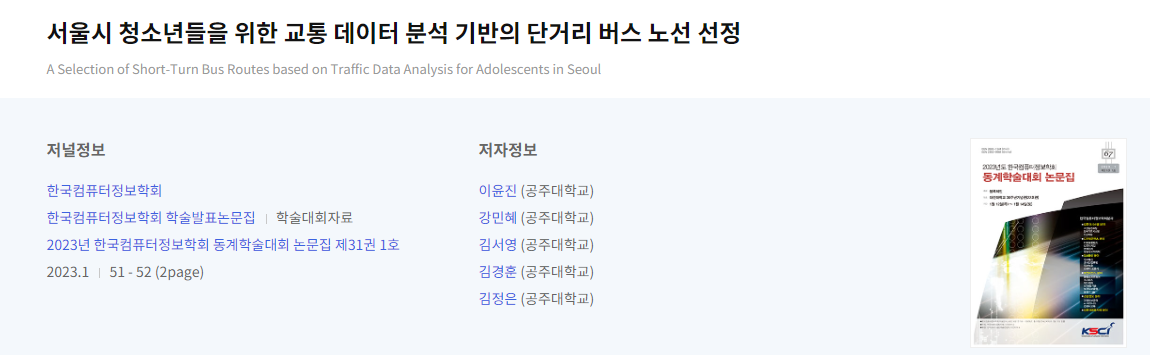 서울시 청소년들을 위한 교통 데이터 분석 기반의 단거리 버스 노선 선정
A Selection of Short-Turn Bus Routes based on Traffic Data Analysis for Adolescents in Seoul
저널정보
한국컴퓨터정보학회
한국컴퓨터정보학회 학술발표논문집 | 학술대회자료
2023년 한국컴퓨터정보학회 동계학술대회 논문집 제31권 1호
2023.1 | 51 - 52 (2page)
저자정보
이윤진 (공주대학교)
강민혜 (공주대학교)
김서영 (공주대학교)
김경훈 (공주대학교)
김정은 (공주대학교)
67
2023년도 한국컴퓨터정보학회
동계학술대회 논문집
KSCI